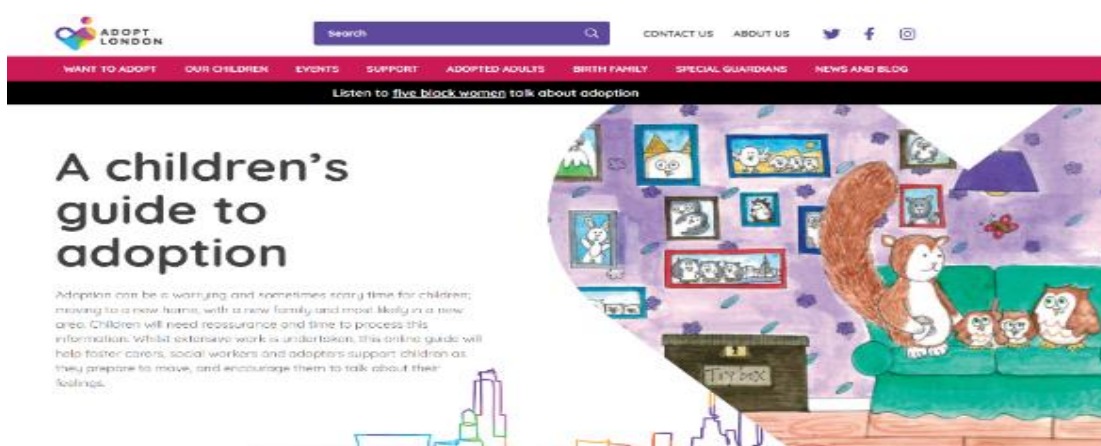 ADOPT
LONDON
Search
CONTACT US ABOUT US
WANT TO ADOPT OUR CHILDREN EVENTS SUPPORT ADOPTED ADULTS BIRTH FAMILY SPECIAL GUARDIANS NEWS AND BLOG
Listen to five black women talk about adoption
A children's
guide to
adoption
Adoption can be a worrying and sometimes scary time for children;
moving to a new home, with a new family and most likely in a new
area. Children will need reassurance and time to process this
information. Whilst extensive work is undertaken, this online guide will
help foster carers, social workers and adopters support children as
they prepare to move, and encourage them to talk about their
feelings.
Toy box